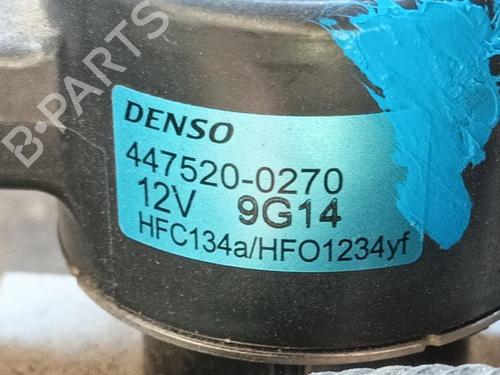 B-PARTS
DENSO
447520-0270
12V 9G14
HFC134a/HFO1234yf